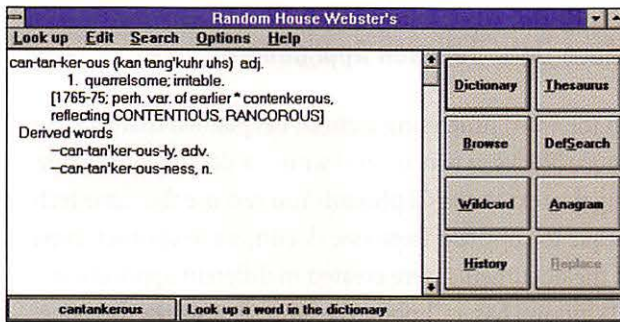 Random House Webster's
Look up Edit Search Options Help
can-tan-ker-ous (kan tang'kuhr uhs) adj.
1. quarrelsome; irritable.
[1765-75; perh. var. of earlier * contenkerous,
reflecting CONTENTIOUS, RANCOROUS]
Derived words
--can-tan'ker-ous-ly, adv.
--can-tan'ker-ous-ness, n.
Dictionary Thesaurus
Browse DefSearch
Wildcard Anagram
History Replace
cantankerous Look up a word in the dictionary